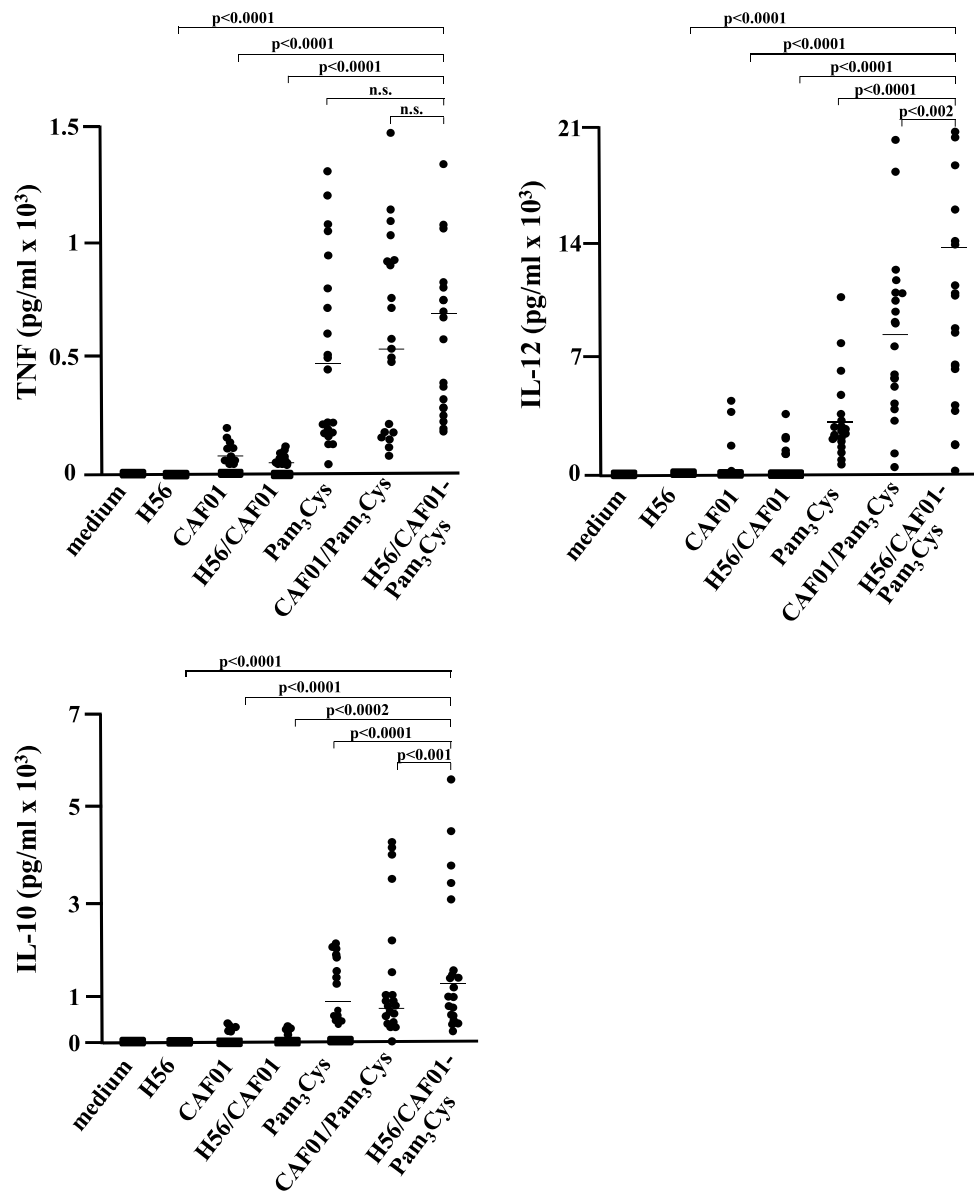 p<0.0001
p<0.0001
p<0.0001
n.s.
n.s.
1.5
1
0.5
0
TNF (pg/ml x 10³)
medium
H56
CAF01
H56/CAF01
Pam₃Cys
CAF01/Pam₃Cys
H56/CAF01-
Pam₃Cys
p<0.0001
p<0.0001
p<0.0001
p<0.0001
p<0.002
21
14
7
0
IL-12 (pg/ml x 10³)
medium
H56
CAF01
H56/CAF01
Pam₃Cys
CAF01/Pam₃Cys
H56/CAF01-
Pam₃Cys
p<0.0001
p<0.0001
p<0.0002
p<0.0001
p<0.001
7
5
3
1
0
IL-10 (pg/ml x 10³)
medium
H56
CAF01
H56/CAF01
Pam₃Cys
CAF01/Pam₃Cys
H56/CAF01-
Pam₃Cys